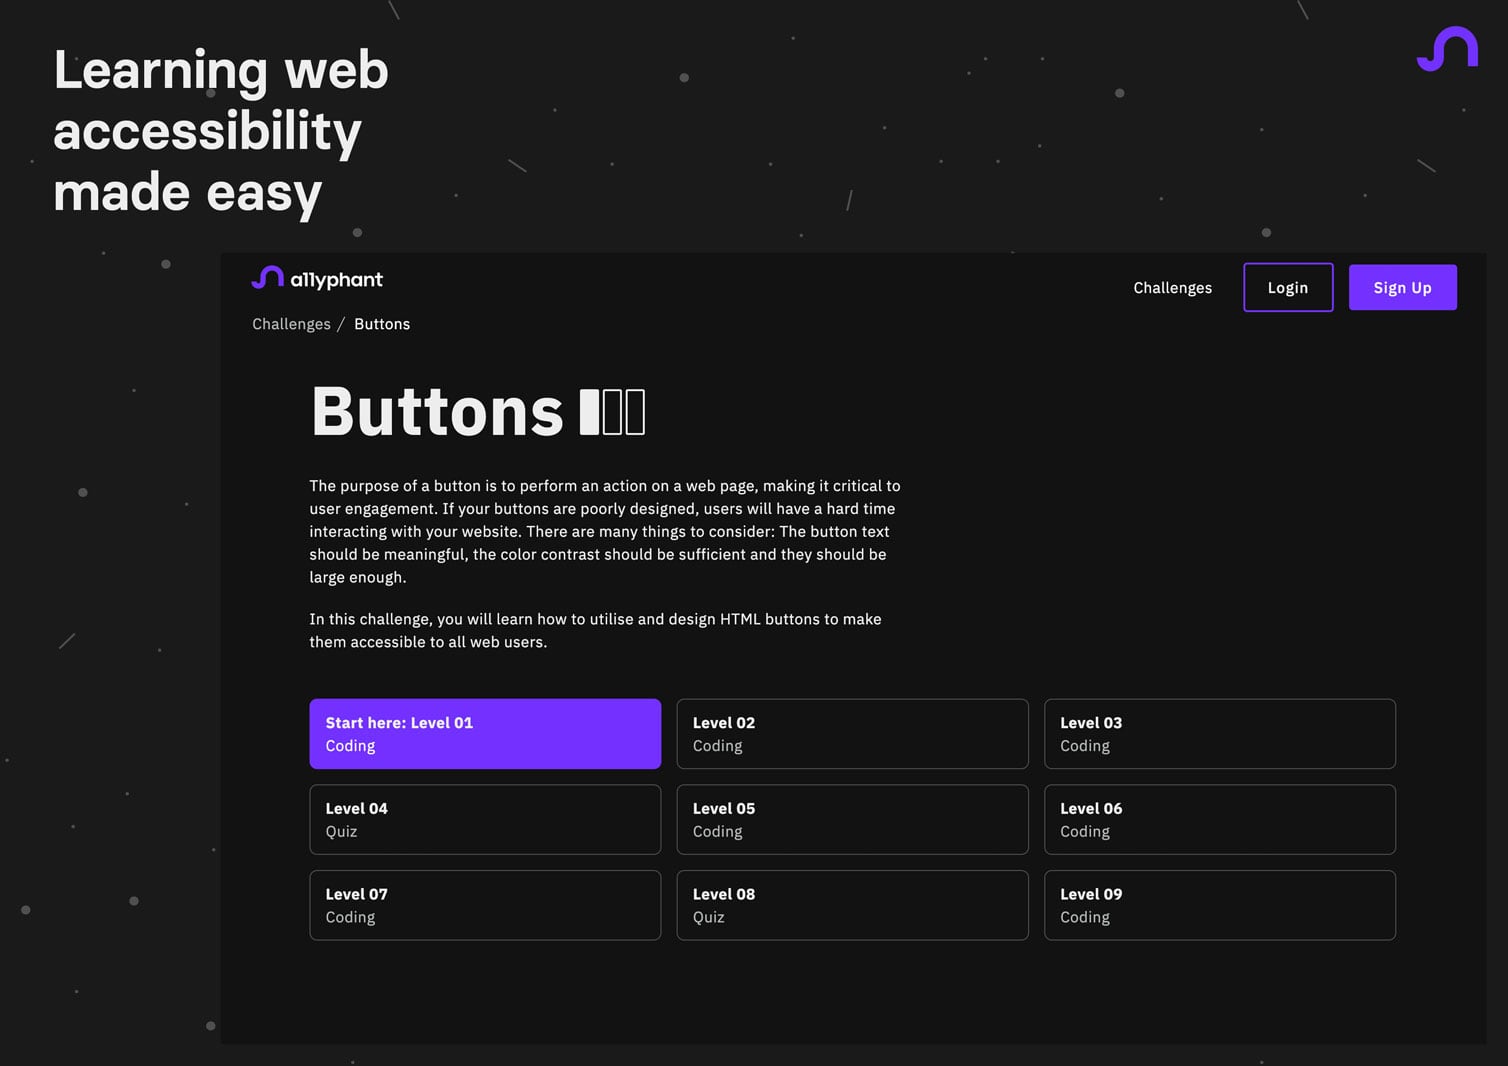 Learning web
accessibility
made easy
a11yphant
Challenges
Login
Sign Up
Challenges / Buttons
Buttons
The purpose of a button is to perform an action on a web page, making it critical to
user engagement. If your buttons are poorly designed, users will have a hard time
interacting with your website. There are many things to consider: The button text
should be meaningful, the color contrast should be sufficient and they should be
large enough.
In this challenge, you will learn how to utilise and design HTML buttons to make
them accessible to all web users.
Start here: Level 01
Coding
Level 02
Coding
Level 03
Coding
Level 04
Quiz
Level 05
Coding
Level 06
Coding
Level 07
Coding
Level 08
Quiz
Level 09
Coding